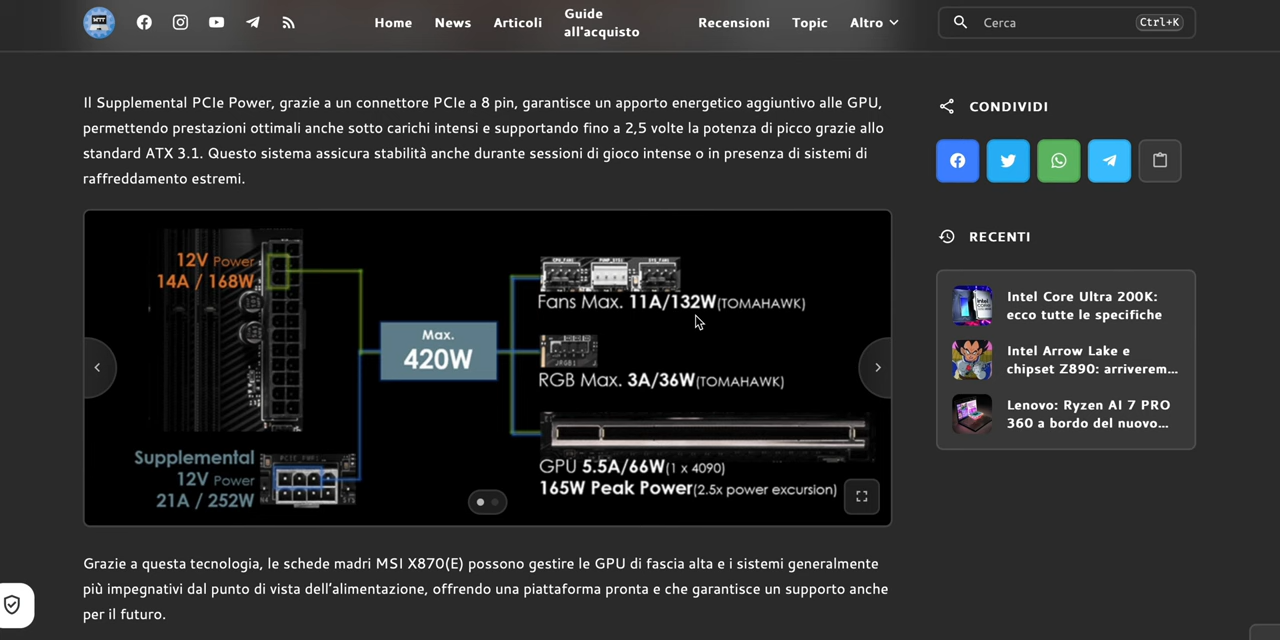 Home
News
Articoli
Guide
all'acquisto
Recensioni
Topic
Altro
Cerca
Ctrl+K
Il Supplemental PCIe Power, grazie a un connettore PCIe a 8 pin, garantisce un apporto energetico aggiuntivo alle GPU,
permettendo prestazioni ottimali anche sotto carichi intensi e supportando fino a 2,5 volte la potenza di picco grazie allo
standard ATX 3.1. Questo sistema assicura stabilità anche durante sessioni di gioco intense o in presenza di sistemi di
raffreddamento estremi.
12V Power
14A / 168W
Max.
420W
Supplemental
12V Power
21A / 252W
Fans Max. 11A/132W(TOMAHAWK)
JRGB1
RGB Max. 3A/36W(TOMAHAWK)
GPU 5.5A/66W(1 x 4090)
165W Peak Power(2.5x power excursion)
Grazie a questa tecnologia, le schede madri MSI X870(E) possono gestire le GPU di fascia alta e i sistemi generalmente
più impegnativi dal punto di vista dell'alimentazione, offrendo una piattaforma pronta e che garantisce un supporto anche
per il futuro.
CONDIVIDI
RECENTI
Intel Core Ultra 200K:
ecco tutte le specifiche
Intel Arrow Lake e
chipset Z890: arriverem...
Lenovo: Ryzen AI 7 PRO
360 a bordo del nuovo...